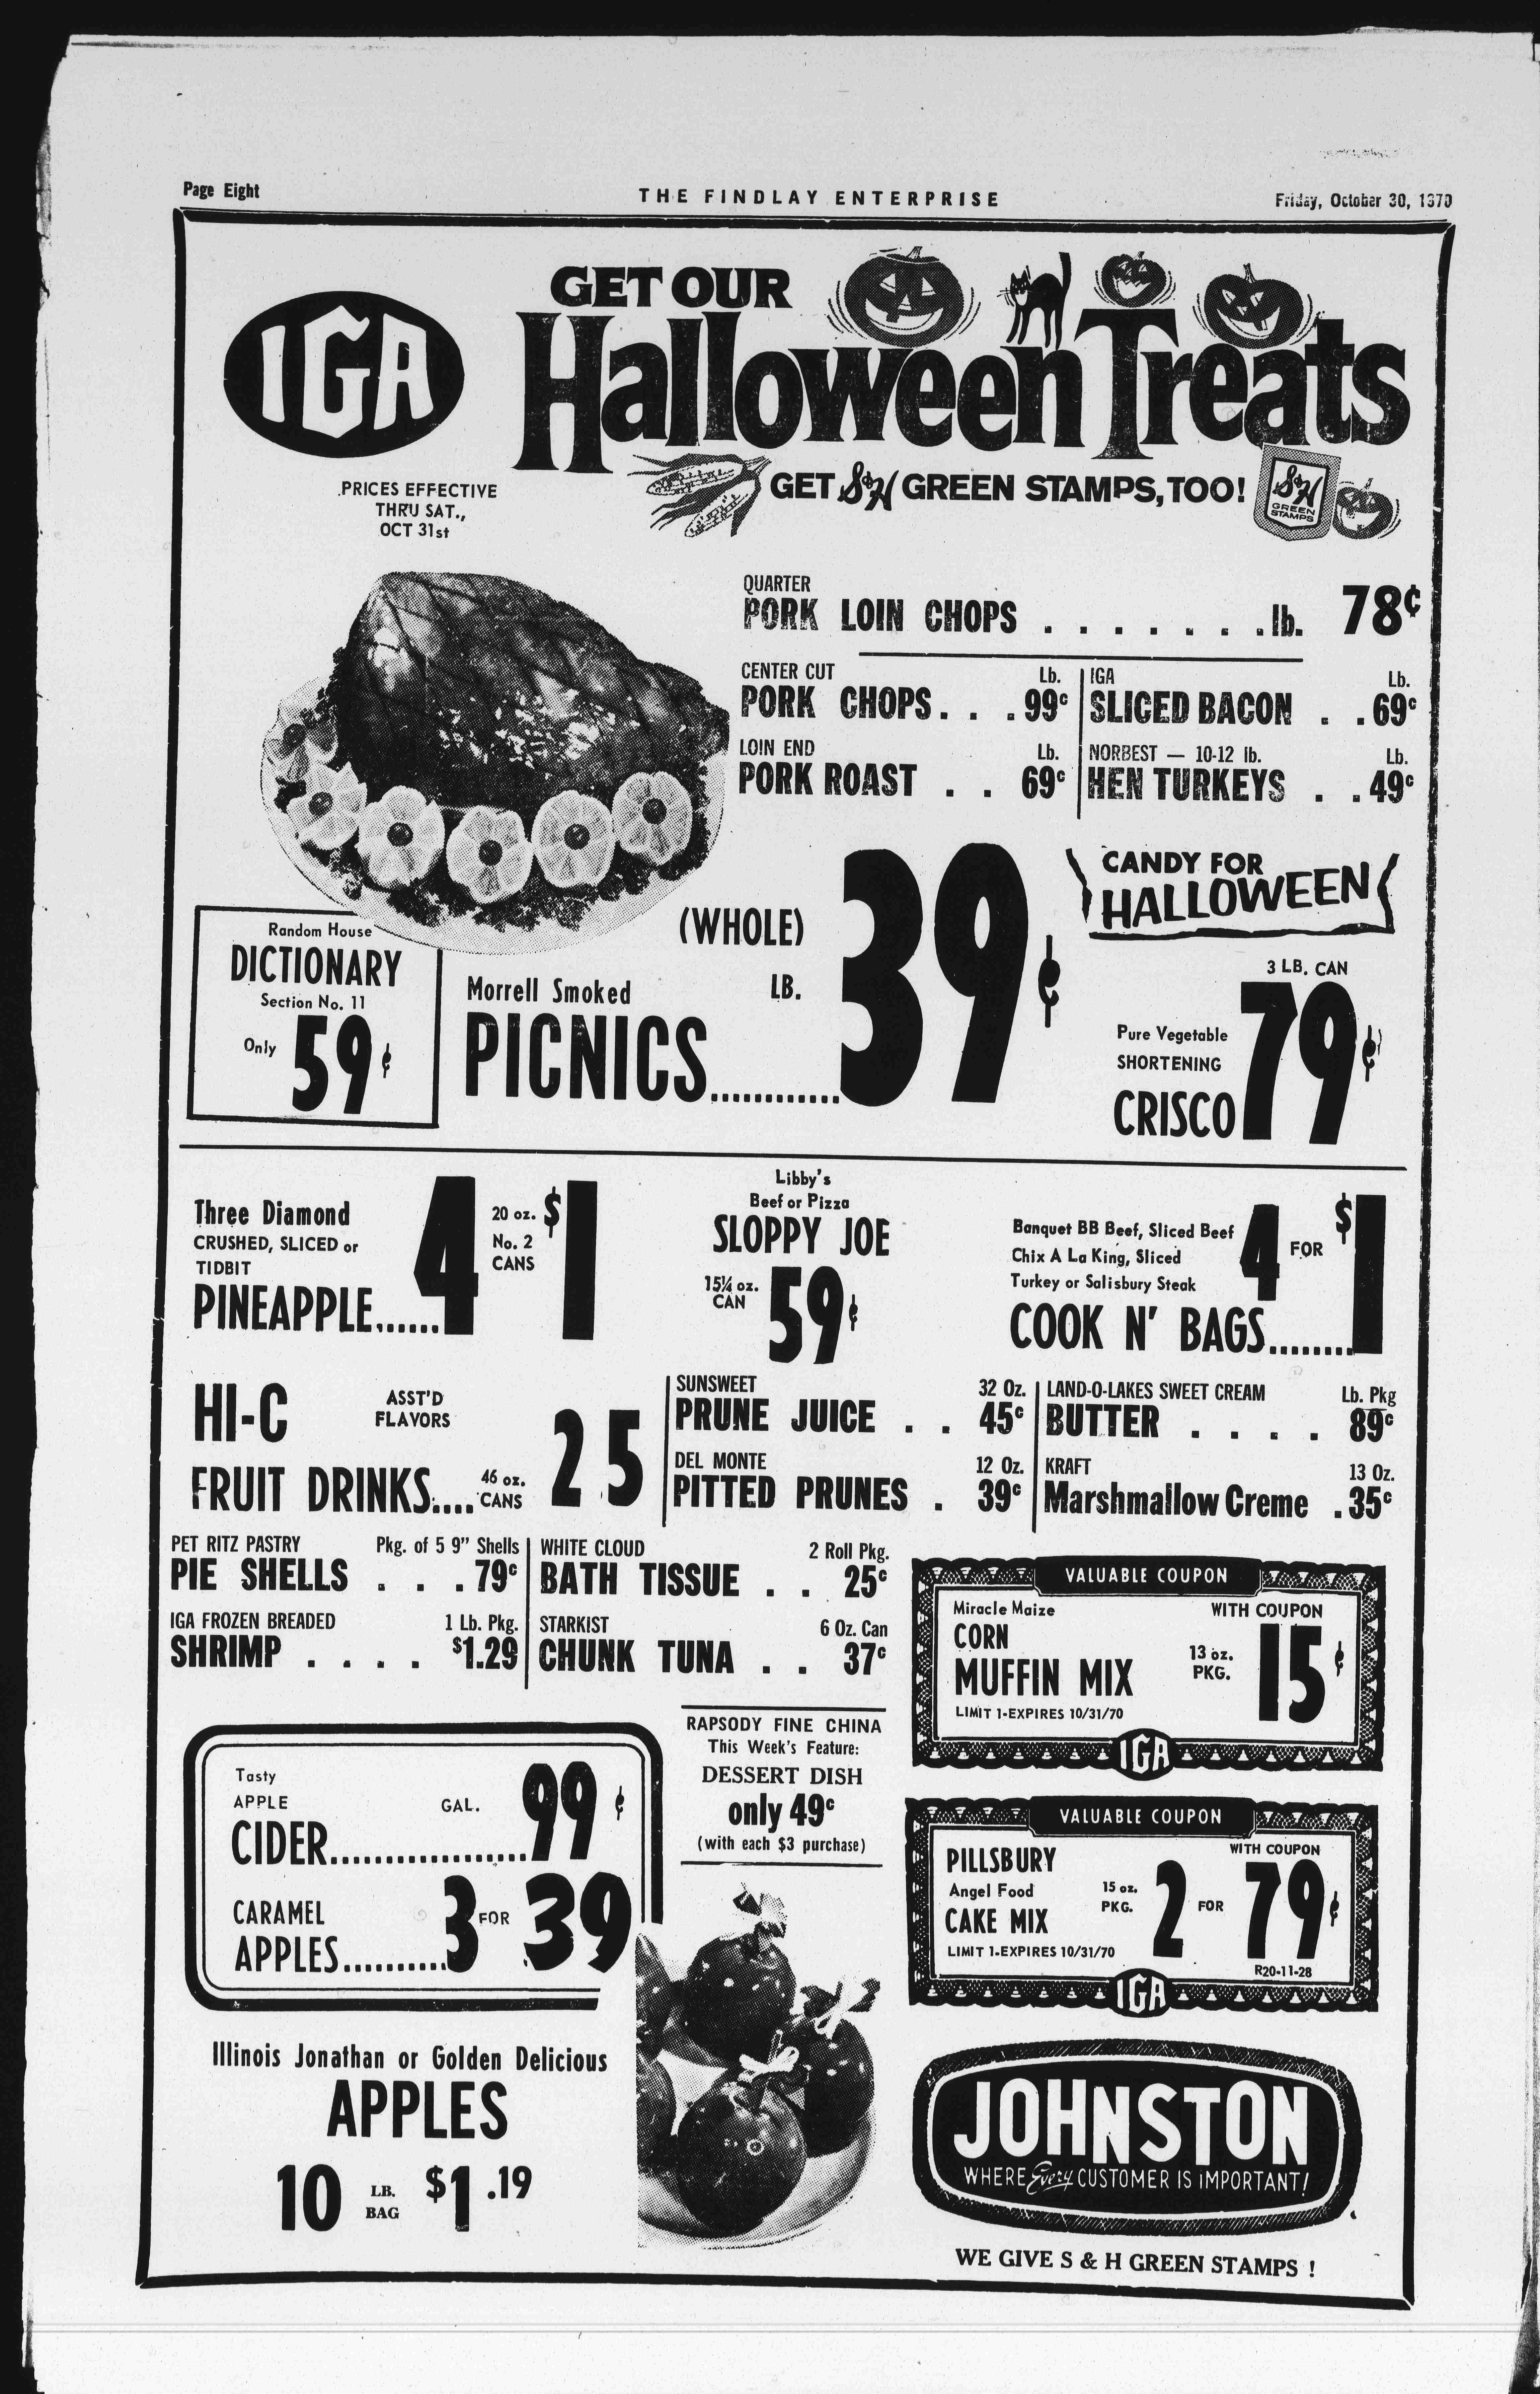 Page Eight
THE FINDLAY ENTERPRISE
Friday, October 30, 1970
IGA
GET OUR
Halloween Treats
GET S&H GREEN STAMPS, TOO!
S&H
GREEN
STAMPS
PRICES EFFECTIVE
THRU SAT.,
OCT 31st
QUARTER
PORK LOIN CHOPS . . . . . . . . lb. 78¢
CENTER CUT Lb.
PORK CHOPS. . . . 99¢
IGA Lb.
SLICED BACON . . 69¢
LOIN END Lb.
PORK ROAST . . 69¢
NORBEST — 10-12 lb. Lb.
HEN TURKEYS . . 49¢
Random House
DICTIONARY
Section No. 11
Only 59¢
(WHOLE)
Morrell Smoked LB.
PICNICS............ 39¢
CANDY FOR
HALLOWEEN
3 LB. CAN
Pure Vegetable
SHORTENING
CRISCO 79¢
Three Diamond
CRUSHED, SLICED or
TIDBIT
PINEAPPLE......
4 20 oz. $1
No. 2
CANS
Libby's
Beef or Pizza
SLOPPY JOE
15¼ oz.
CAN 59¢
Banquet BB Beef, Sliced Beef
Chix A La King, Sliced
Turkey or Salisbury Steak
COOK N' BAGS........
4 FOR $1
HI-C ASST'D
FLAVORS
FRUIT DRINKS.... 46 oz.
CANS
25
SUNSWEET 32 Oz.
PRUNE JUICE . . 45¢
DEL MONTE 12 Oz.
PITTED PRUNES . 39¢
LAND-O-LAKES SWEET CREAM Lb. Pkg
BUTTER . . . . 89¢
KRAFT 13 Oz.
Marshmallow Creme . 35¢
PET RITZ PASTRY Pkg. of 5 9" Shells
PIE SHELLS . . . 79¢
IGA FROZEN BREADED 1 Lb. Pkg.
SHRIMP . . . . $1.29
WHITE CLOUD 2 Roll Pkg.
BATH TISSUE . . 25¢
STARKIST 6 Oz. Can
CHUNK TUNA . . 37¢
VALUABLE COUPON
Miracle Maize WITH COUPON
CORN
MUFFIN MIX 13 oz.
PKG. 15¢
LIMIT 1-EXPIRES 10/31/70
IGA
Tasty
APPLE GAL.
CIDER................... 99¢
CARAMEL
APPLES.......... 3 FOR 39
RAPSODY FINE CHINA
This Week's Feature:
DESSERT DISH
only 49¢
(with each $3 purchase)
VALUABLE COUPON
WITH COUPON
PILLSBURY
Angel Food
CAKE MIX 15 oz.
PKG. 2 FOR 79¢
LIMIT 1-EXPIRES 10/31/70
R20-11-28
IGA
Illinois Jonathan or Golden Delicious
APPLES
10 LB.
BAG $1.19
JOHNSTON
WHERE Every CUSTOMER IS IMPORTANT!
WE GIVE S & H GREEN STAMPS !